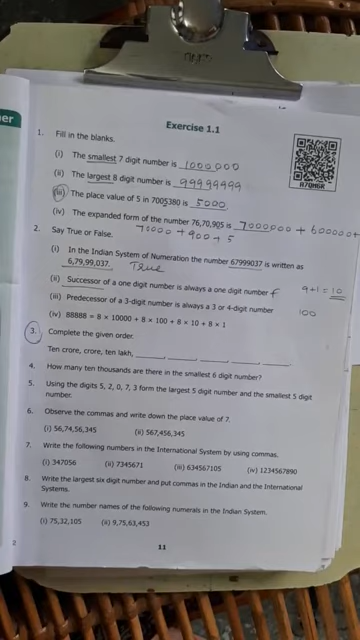 er
Exercise 1.1
1. Fill in the blanks.
(i) The smallest 7 digit number is 1000000
(ii) The largest 8 digit number is 99999999
(iii) The place value of 5 in 7005380 is 5000.
(iv) The expanded form of the number 76,70,905 is 7000000 + 600000+
70000 + 900 + 5
2. Say True or False.
(i) In the Indian System of Numeration the number 67999037 is written as
6,79,99,037. True
(ii) Successor of a one digit number is always a one digit number f 9+1 = 10
(iii) Predecessor of a 3-digit number is always a 3 or 4-digit number 100
(iv) 88888 = 8 × 10000 + 8 × 100 + 8 × 10 + 8 × 1
3. Complete the given order.
Ten crore, crore, ten lakh, _____, _____, _____, _____, _____
4. How many ten thousands are there in the smallest 6 digit number?
5. Using the digits 5, 2, 0, 7, 3 form the largest 5 digit number and the smallest 5 digit
number.
6. Observe the commas and write down the place value of 7.
(i) 56,74,56,345 (ii) 567,456,345
7. Write the following numbers in the International System by using commas.
(i) 347056 (ii) 7345671 (iii) 634567105 (iv) 1234567890
8. Write the largest six digit number and put commas in the Indian and the International
Systems.
9. Write the number names of the following numerals in the Indian System.
(i) 75,32,105 (ii) 9,75,63,453
2
11